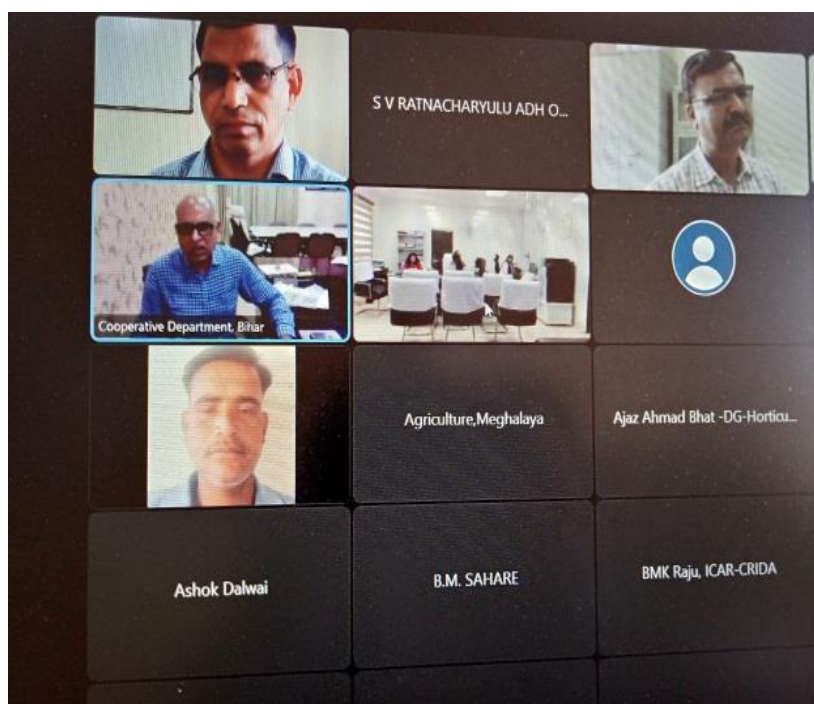 S V RATNACHARYULU ADH O...
Cooperative Department, Bihar
Agriculture,Meghalaya
Ajaz Ahmad Bhat -DG-Horticu...
Ashok Dalwai
B.M. SAHARE
BMK Raju, ICAR-CRIDA